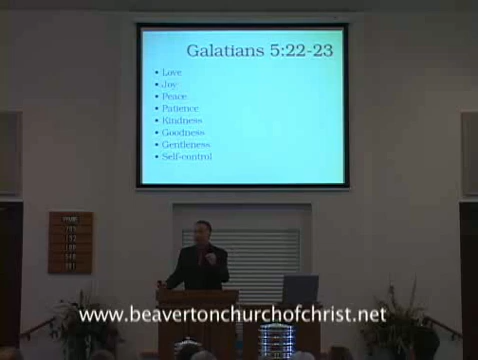 Galatians 5:22-23
• Love
• Joy
• Peace
• Patience
• Kindness
• Goodness
• Gentleness
• Self-control
www.beavertonchurchofchrist.net